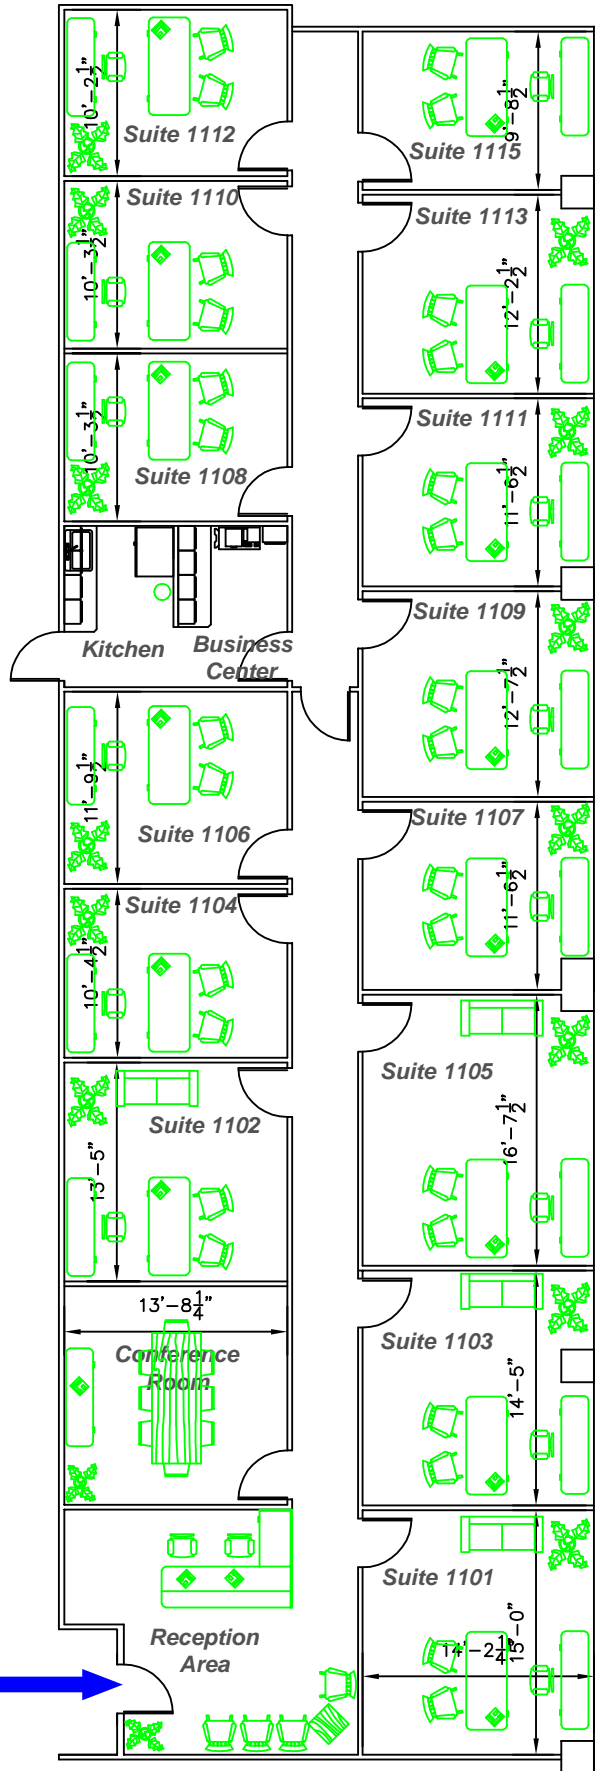 10'-2½"
Suite 1112
9'-8½"
Suite 1115
Suite 1110
10'-3½"
Suite 1113
12'-2½"
10'-3½"
Suite 1108
Suite 1111
11'-6½"
Kitchen
Business
Center
Suite 1109
12'-7½"
11'-9½"
Suite 1106
Suite 1107
11'-6½"
Suite 1104
10'-4½"
Suite 1105
16'-7½"
Suite 1102
13'-5"
13'-8¼"
Conference
Room
Suite 1103
14'-5"
Suite 1101
14'-2¼"
15'-0"
Reception
Area